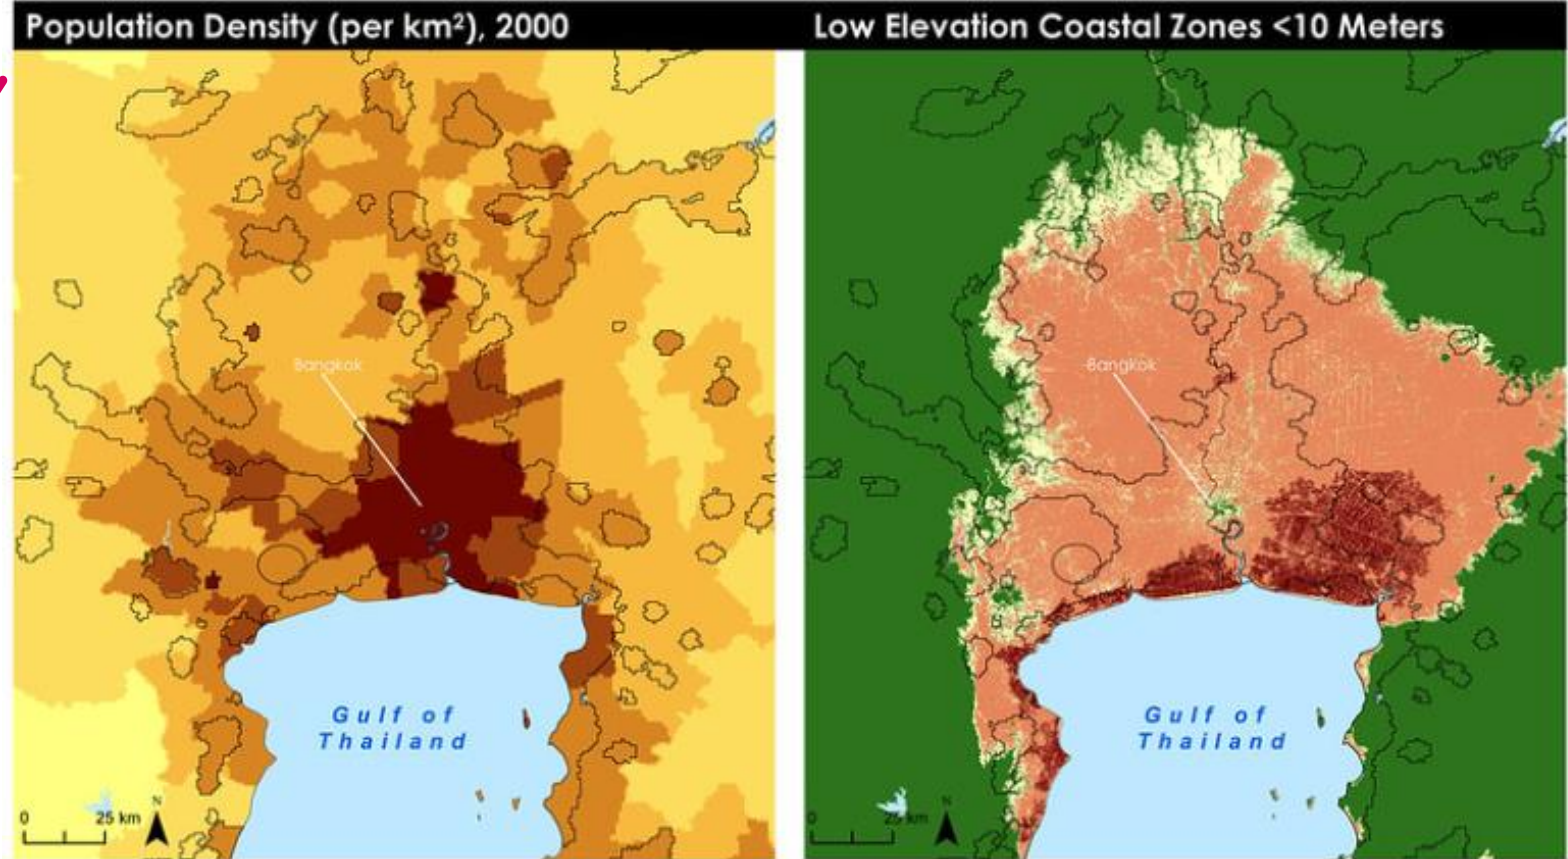 Population Density (per km²), 2000
Bangkok
Gulf of
Thailand
N
0 25 km
Low Elevation Coastal Zones <10 Meters
Bangkok
Gulf of
Thailand
N
0 25 km